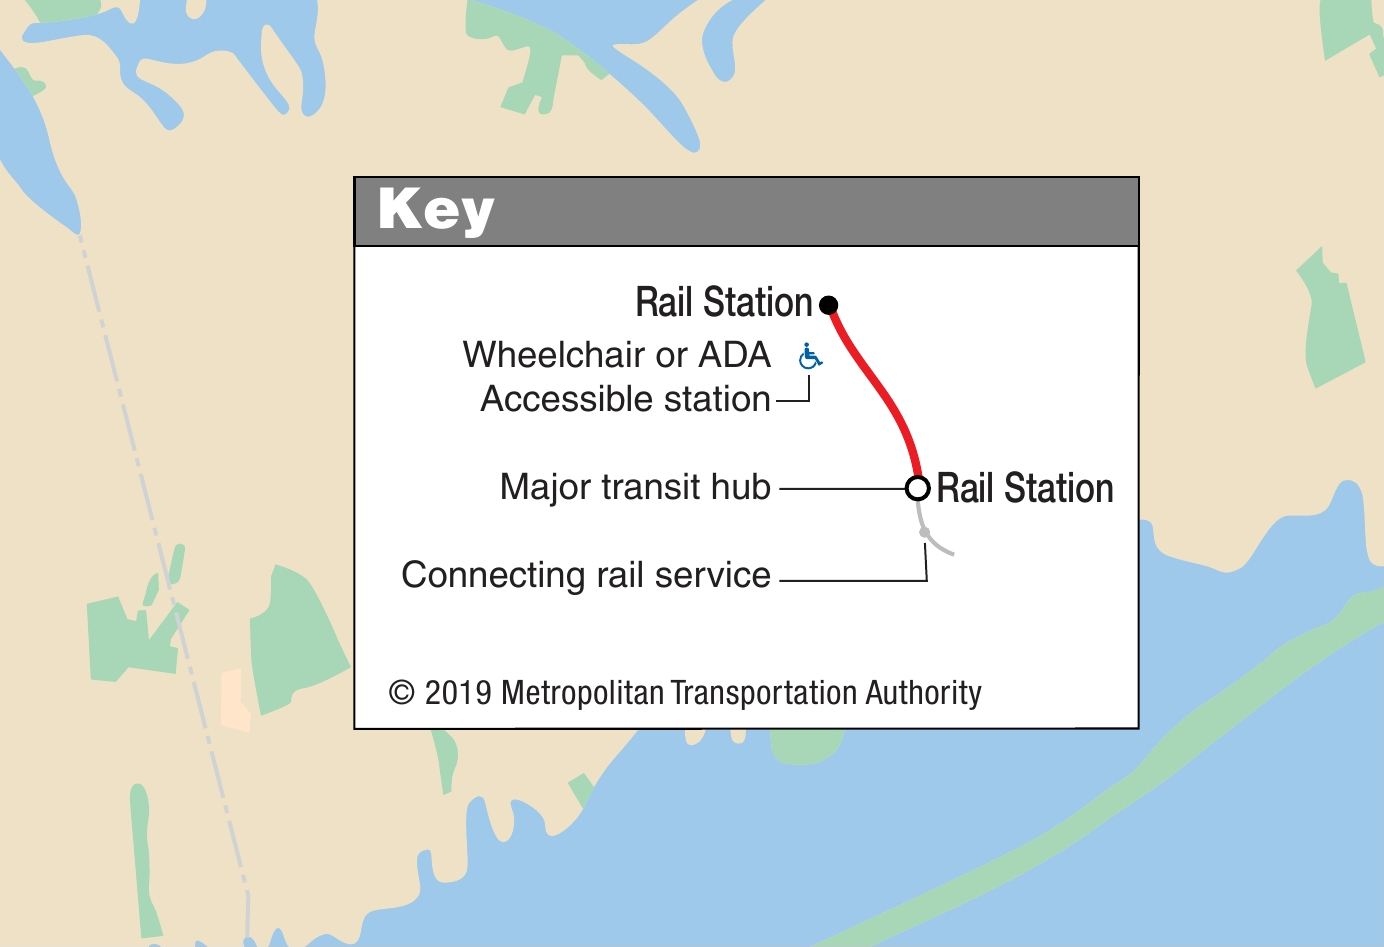 Key
Rail Station
Wheelchair or ADA
Accessible station
Major transit hub
Rail Station
Connecting rail service
© 2019 Metropolitan Transportation Authority